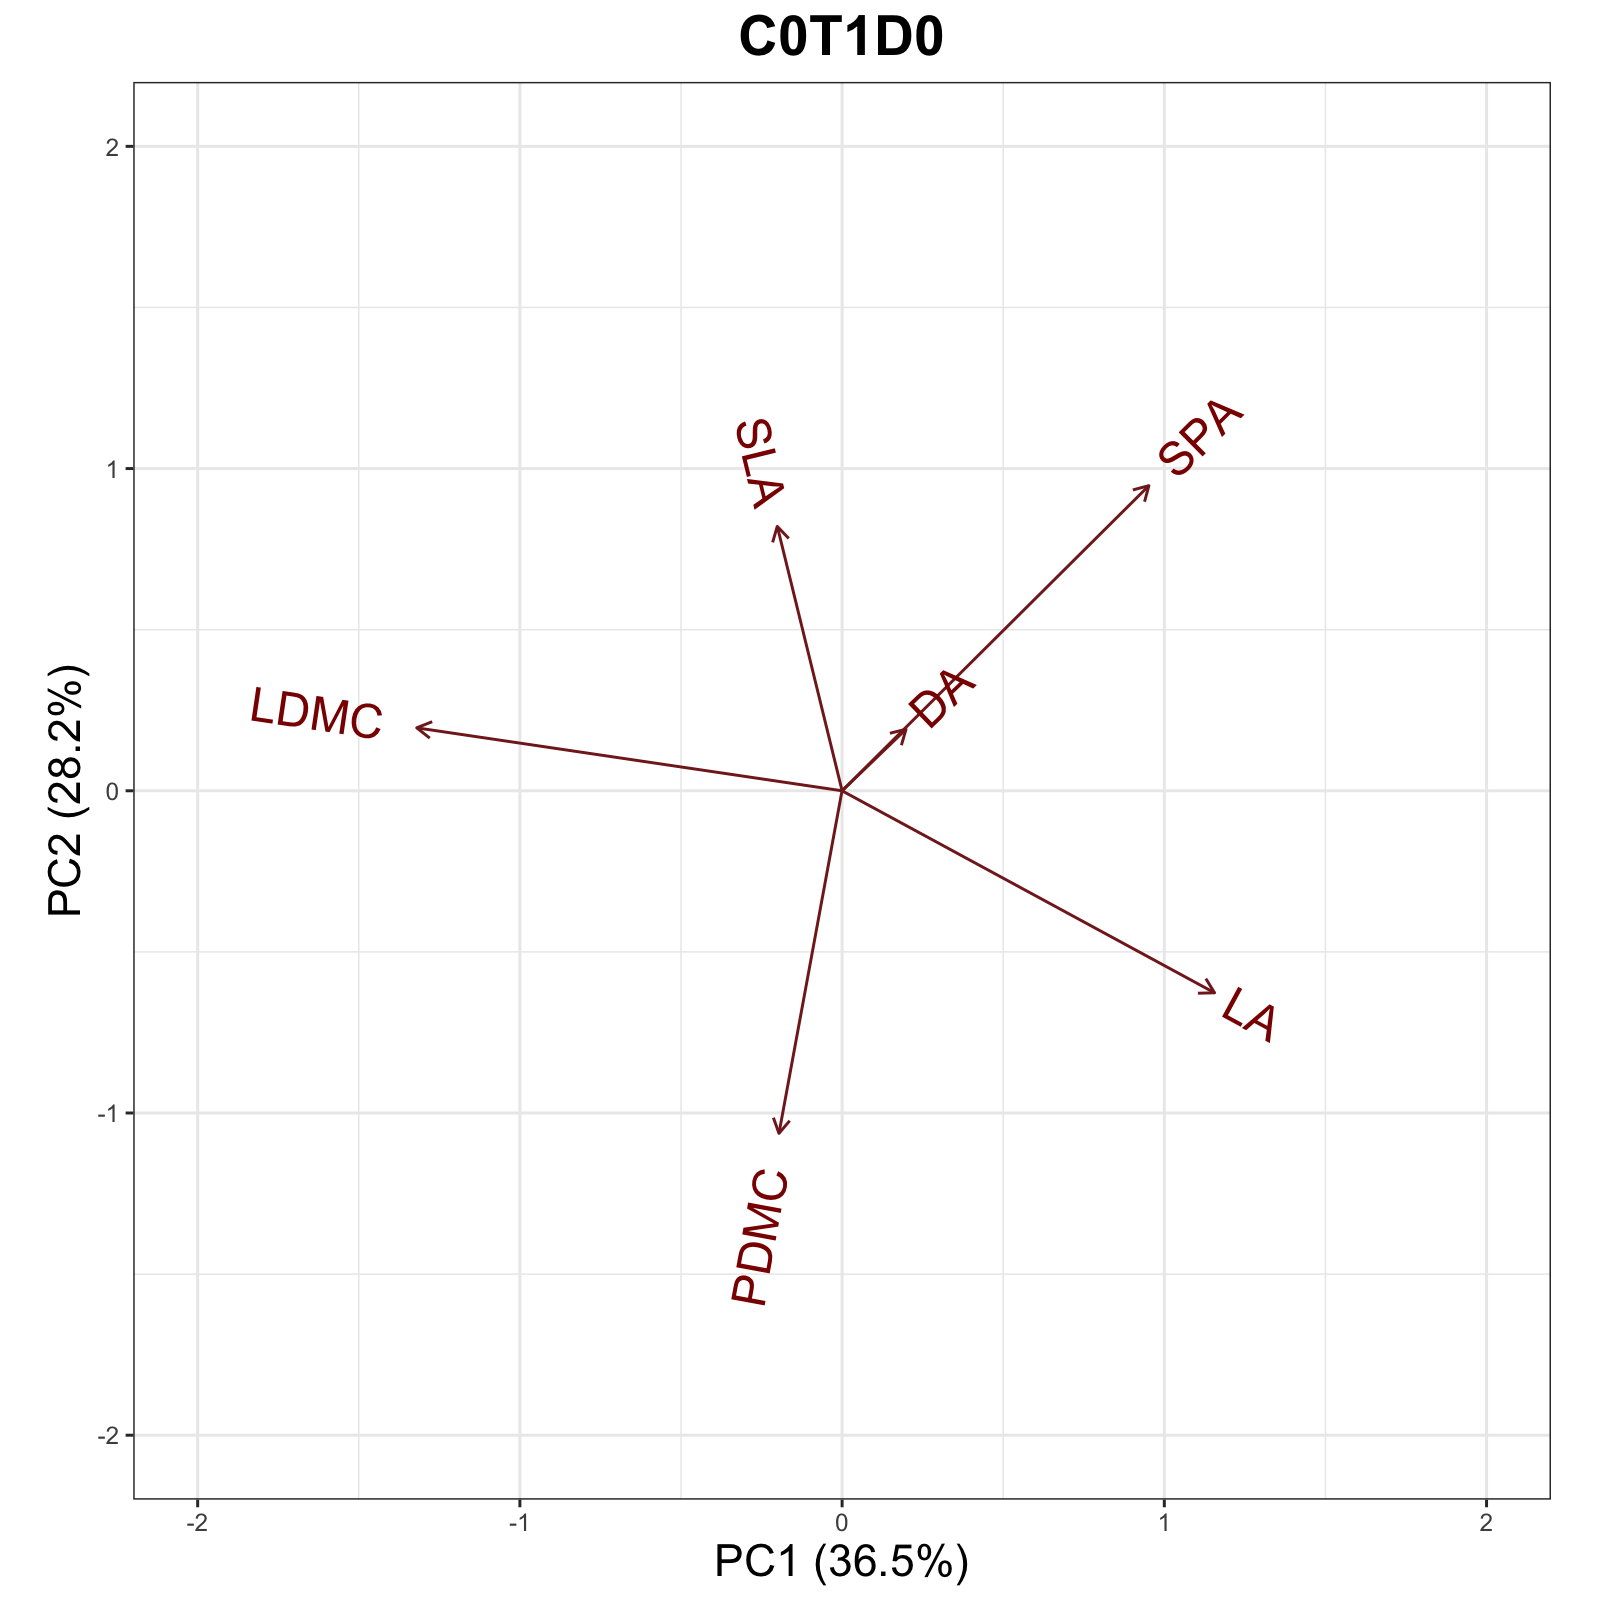 C0T1D0
2
1
0
-1
-2
PC2 (28.2%)
SLA
SPA
DA
LDMC
LA
PDMC
-2
-1
0
1
2
PC1 (36.5%)